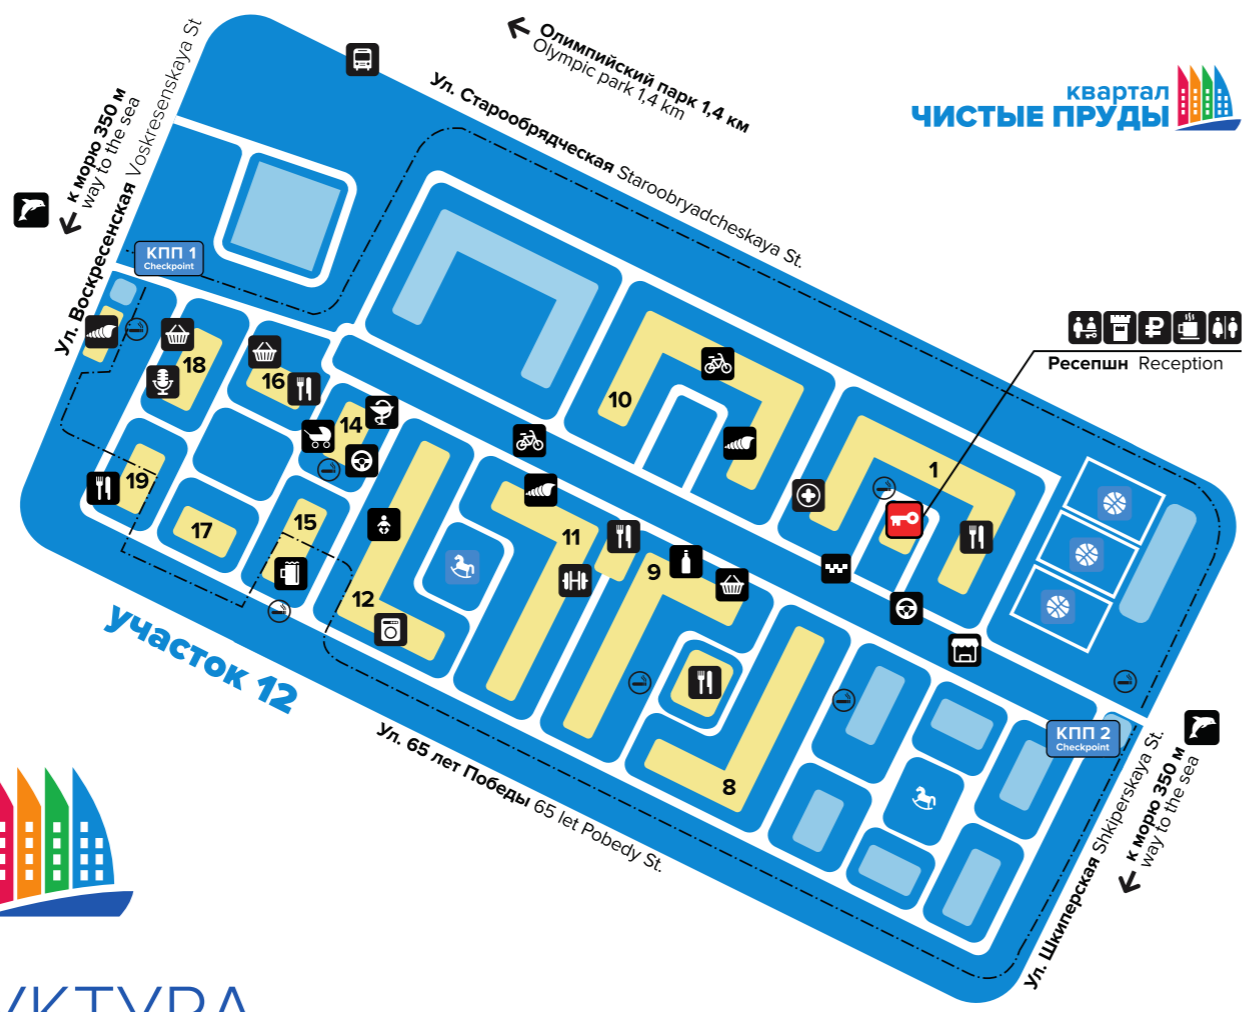 Олимпийский парк 1,4 км
Olympic park 1,4 km
квартал
ЧИСТЫЕ ПРУДЫ
Ул. Старообрядческая Staroobryadcheskaya St.
к морю 350 м
way to the sea
Ул. Воскресенская Voskresenskaya St
КПП 1
Checkpoint
Ресепшн Reception
18
16
14
10
1
19
17
15
12
11
9
8
участок 12
Ул. 65 лет Победы 65 let Pobedy St.
КПП 2
Checkpoint
к морю 350 м
way to the sea
Ул. Шкиперская Shkiperskaya St.
УКТУРА